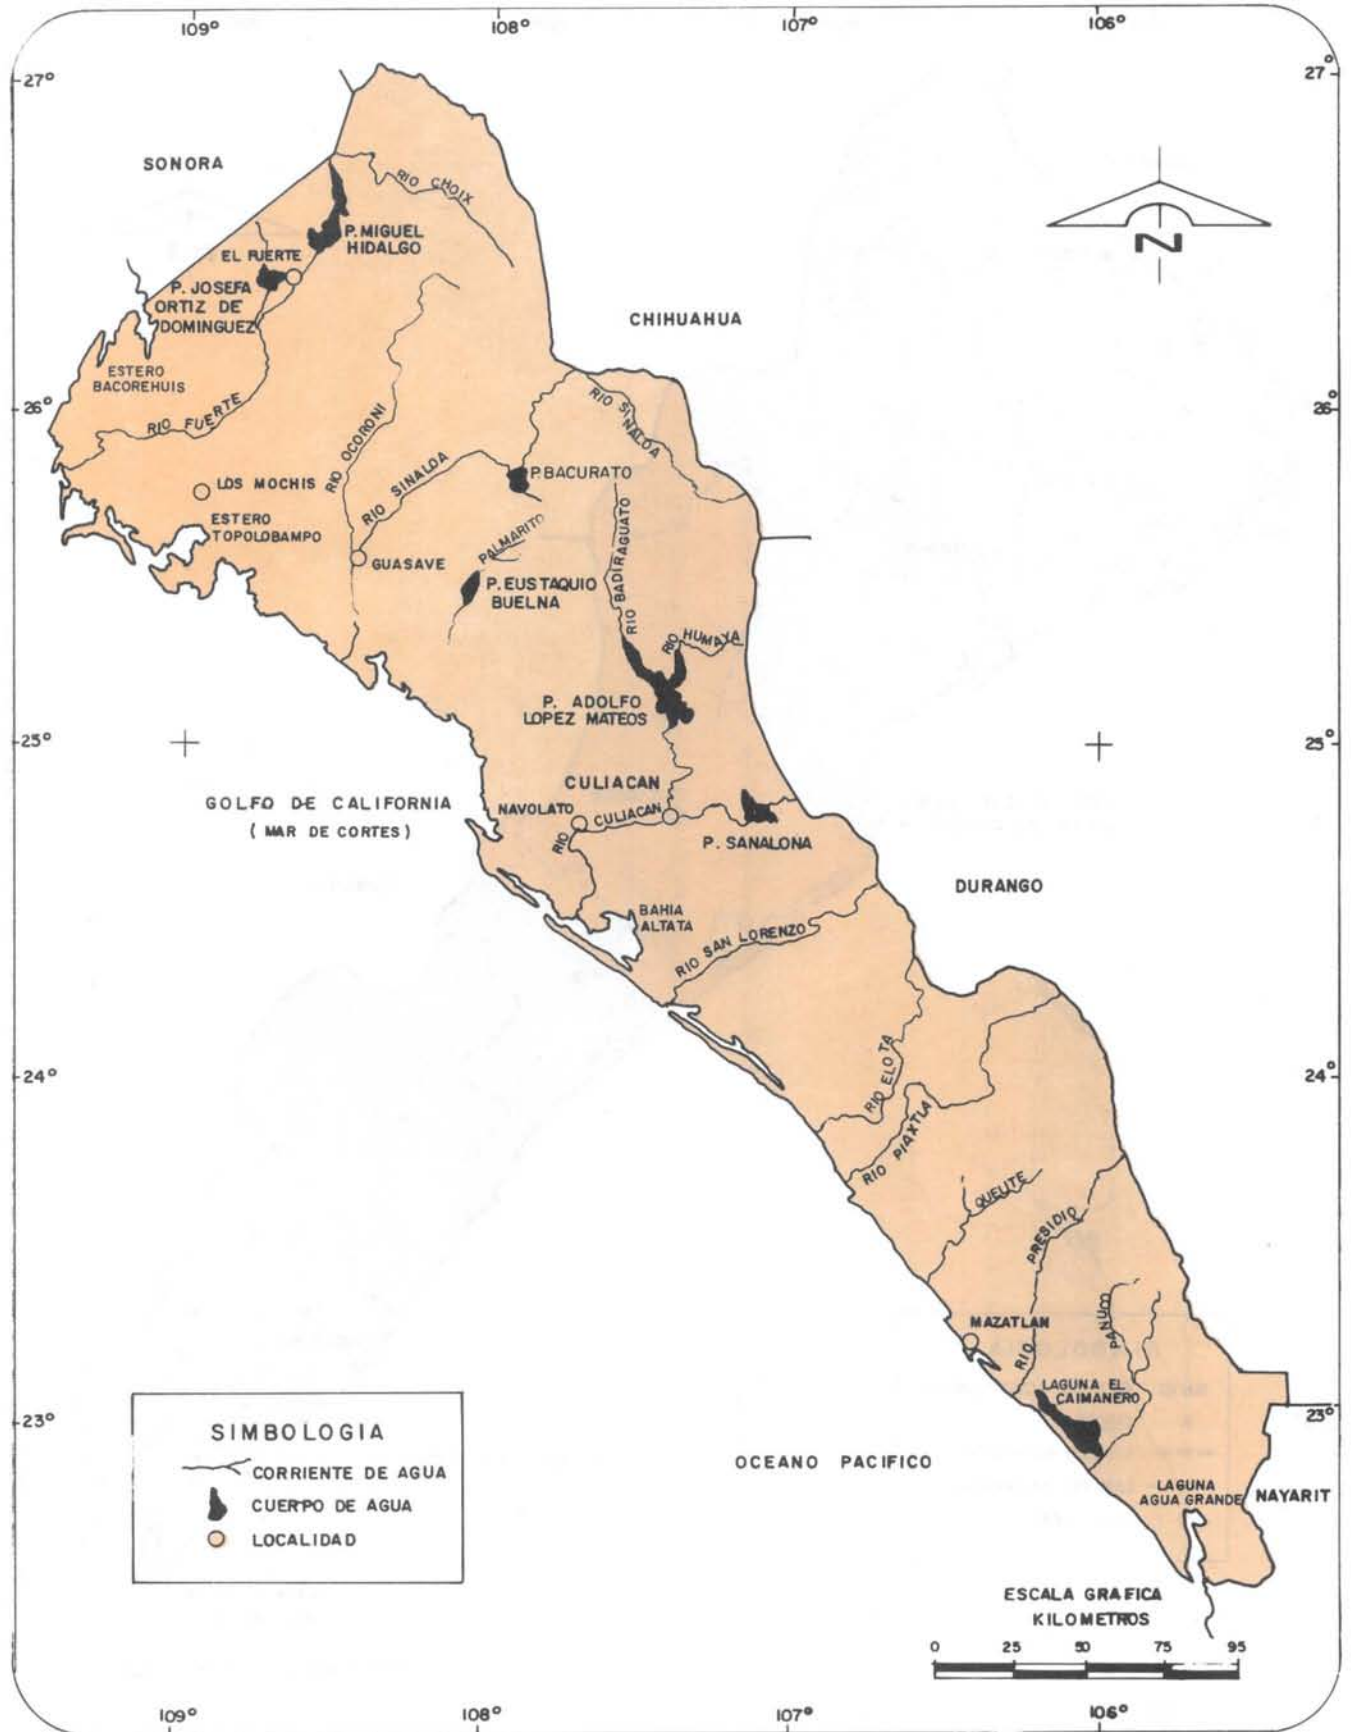 109°
108°
107°
106°
27°
27°
SONORA
RIO CHOIX
N
P. MIGUEL
HIDALGO
EL FUERTE
P. JOSEFA
ORTIZ DE
DOMINGUEZ
CHIHUAHUA
ESTERO
BACOREHUIS
26°
26°
RIO FUERTE
RIO OCORONI
RIO SINALOA
RIO SINALOA
P. BACURATO
LOS MOCHIS
ESTERO
TOPOLOBAMPO
GUASAVE
PALMARITO
P. EUSTAQUIO
BUELNA
RIO BADIRAGUATO
RIO HUMAYA
P. ADOLFO
LOPEZ MATEOS
25°
25°
GOLFO DE CALIFORNIA
( MAR DE CORTES )
CULIACAN
NAVOLATO
RIO CULIACAN
P. SANALONA
DURANGO
BAHIA
ALTATA
RIO SAN LORENZO
24°
24°
RIO ELOTA
RIO PIAXTLA
QUELITE
RIO PRESIDIO
MAZATLAN
PANUCO
LAGUNA EL
CAIMANERO
23°
23°
OCEANO PACIFICO
LAGUNA
AGUA GRANDE
NAYARIT
SIMBOLOGIA
CORRIENTE DE AGUA
CUERPO DE AGUA
LOCALIDAD
ESCALA GRAFICA
KILOMETROS
0 25 50 75 95
109°
108°
107°
106°